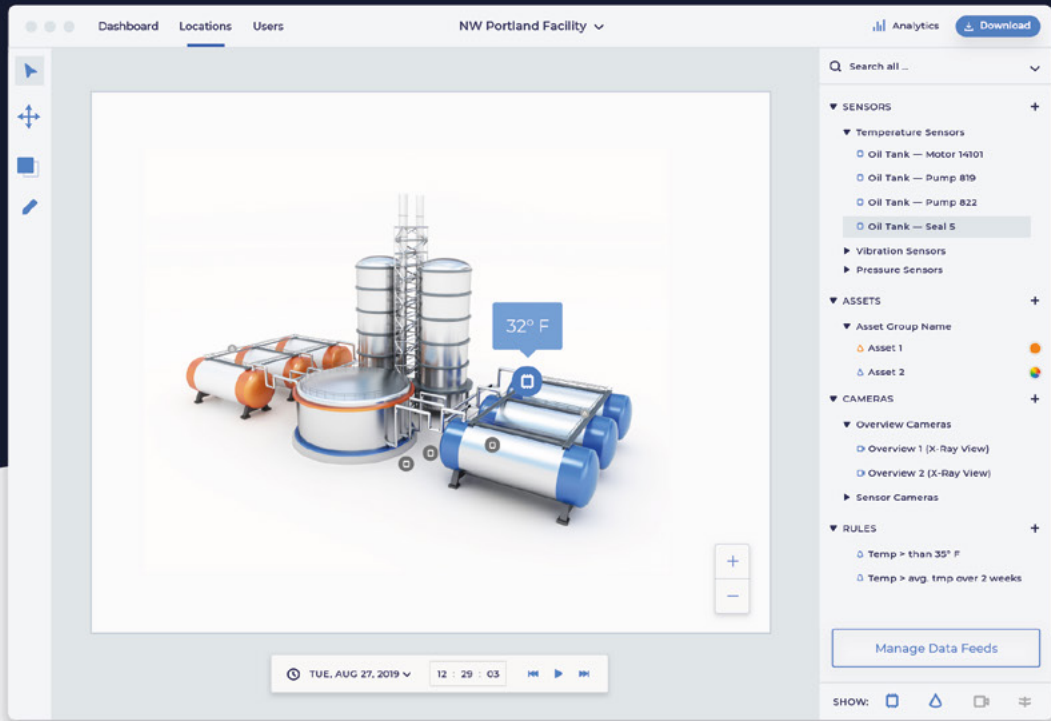 Dashboard Locations Users NW Portland Facility Analytics Download
Search all ...
SENSORS
Temperature Sensors
Oil Tank — Motor 14101
Oil Tank — Pump 819
Oil Tank — Pump 822
Oil Tank — Seal 5
Vibration Sensors
Pressure Sensors
ASSETS
Asset Group Name
Asset 1
Asset 2
CAMERAS
Overview Cameras
Overview 1 (X-Ray View)
Overview 2 (X-Ray View)
Sensor Cameras
RULES
Temp > than 35° F
Temp > avg. tmp over 2 weeks
Manage Data Feeds
SHOW:
32° F
TUE, AUG 27, 2019 12 : 29 : 03